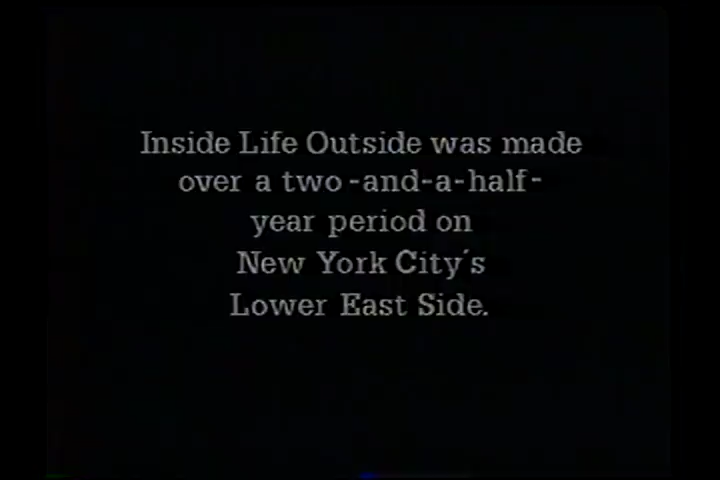 Inside Life Outside was made
over a two-and-a-half-
year period on
New York City's
Lower East Side.